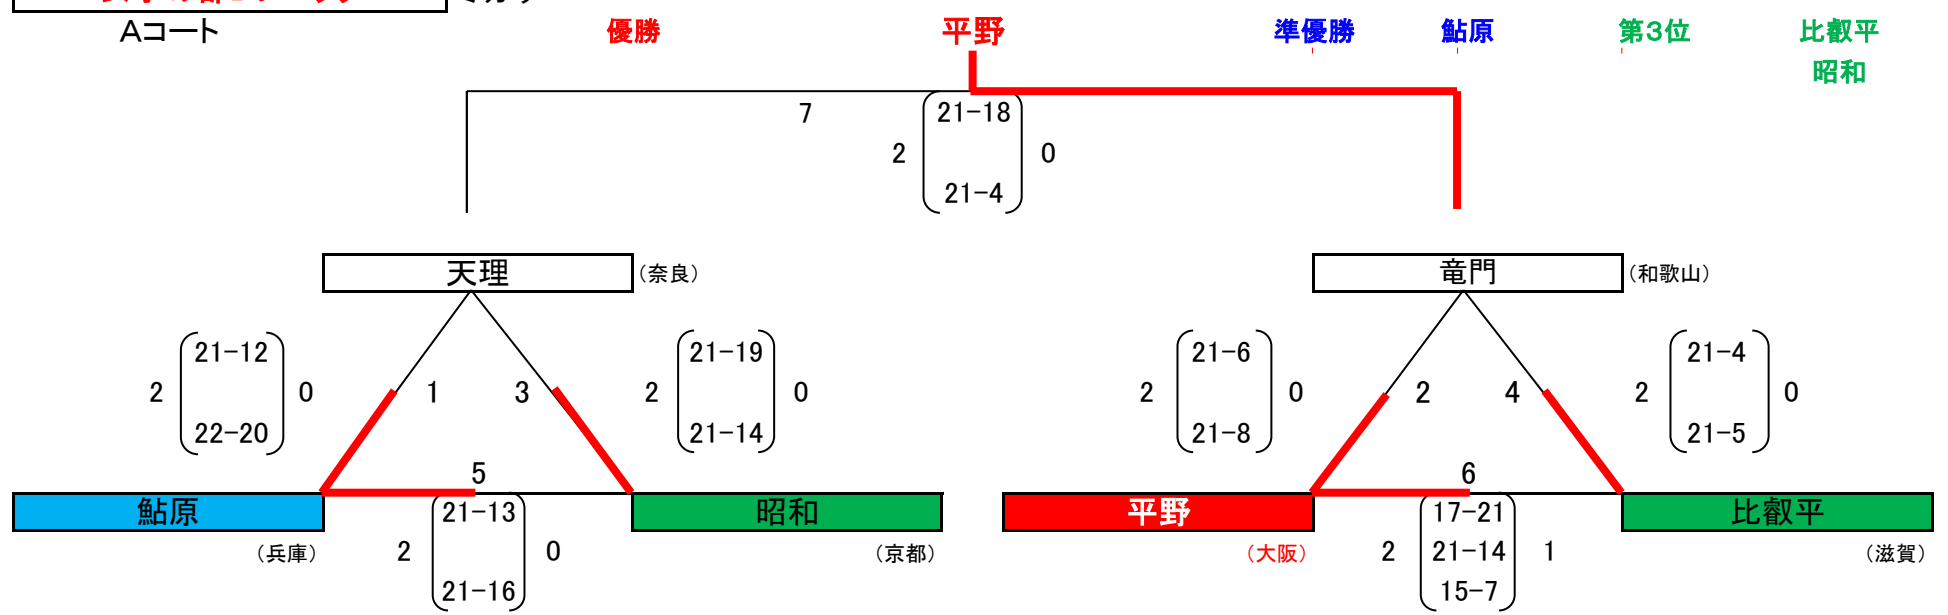 Aコート
優勝 平野 準優勝 鮎原 第3位 比叡平
昭和
7
21-18
2 0
21-4
天理 (奈良)
竜門 (和歌山)
21-12
2 0
22-20
1
3
21-19
2 0
21-14
21-6
2 0
21-8
2
4
21-4
2 0
21-5
5
6
鮎原
(兵庫)
21-13
2 0
21-16
昭和
(京都)
平野
(大阪)
17-21
2 21-14 1
15-7
比叡平
(滋賀)